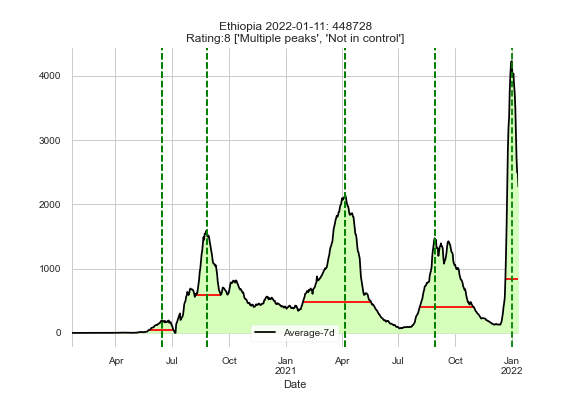 Ethiopia 2022-01-11: 448728
Rating:8 ['Multiple peaks', 'Not in control']
4000
3000
2000
1000
0
Average-7d
Apr
Jul
Oct
Jan
2021
Apr
Jul
Oct
Jan
2022
Date